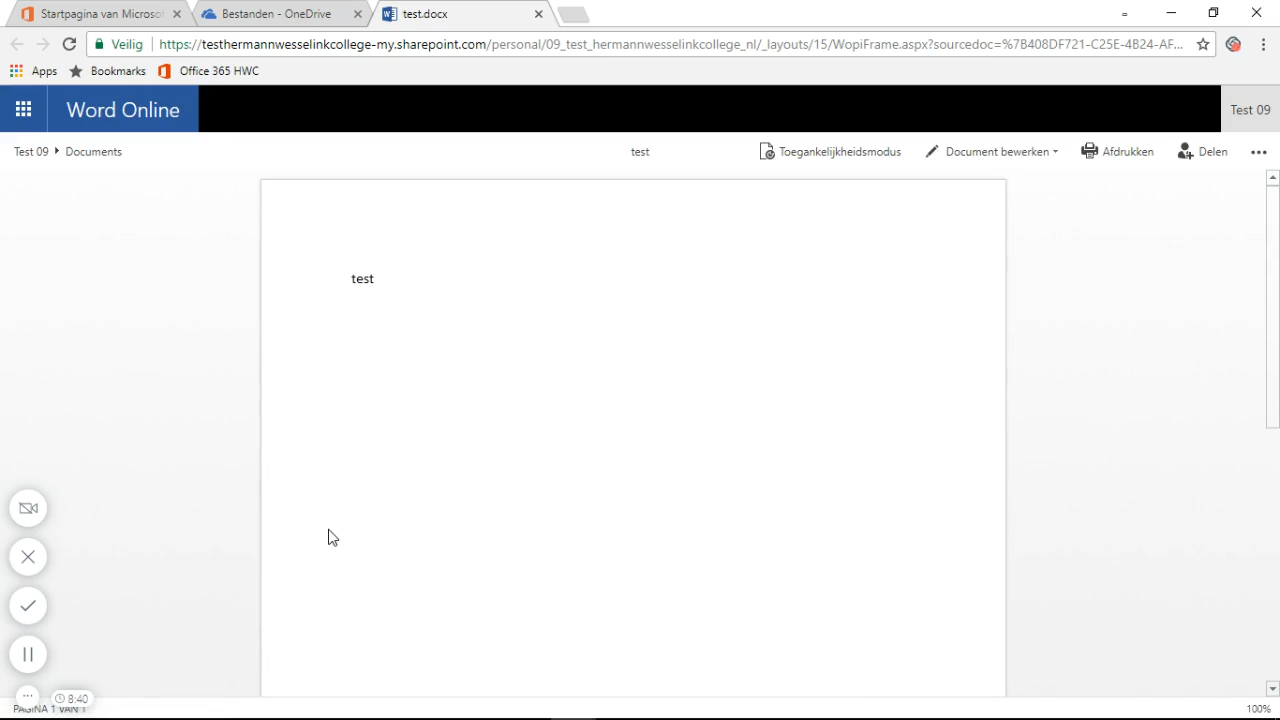 Startpagina van Microsof
Bestanden - OneDrive
test.docx
Veilig
https://testhermannwesselinkcollege-my.sharepoint.com/personal/09_test_hermannwesselinkcollege_nl/_layouts/15/WopiFrame.aspx?sourcedoc=%7B408DF721-C25E-4B24-AF...
Apps
Bookmarks
Office 365 HWC
Word Online
Test 09
Test 09 Documents
test
Toegankelijkheidsmodus
Document bewerken
Afdrukken
Delen
test
8:40
PAGINA 1 VAN 1
100%